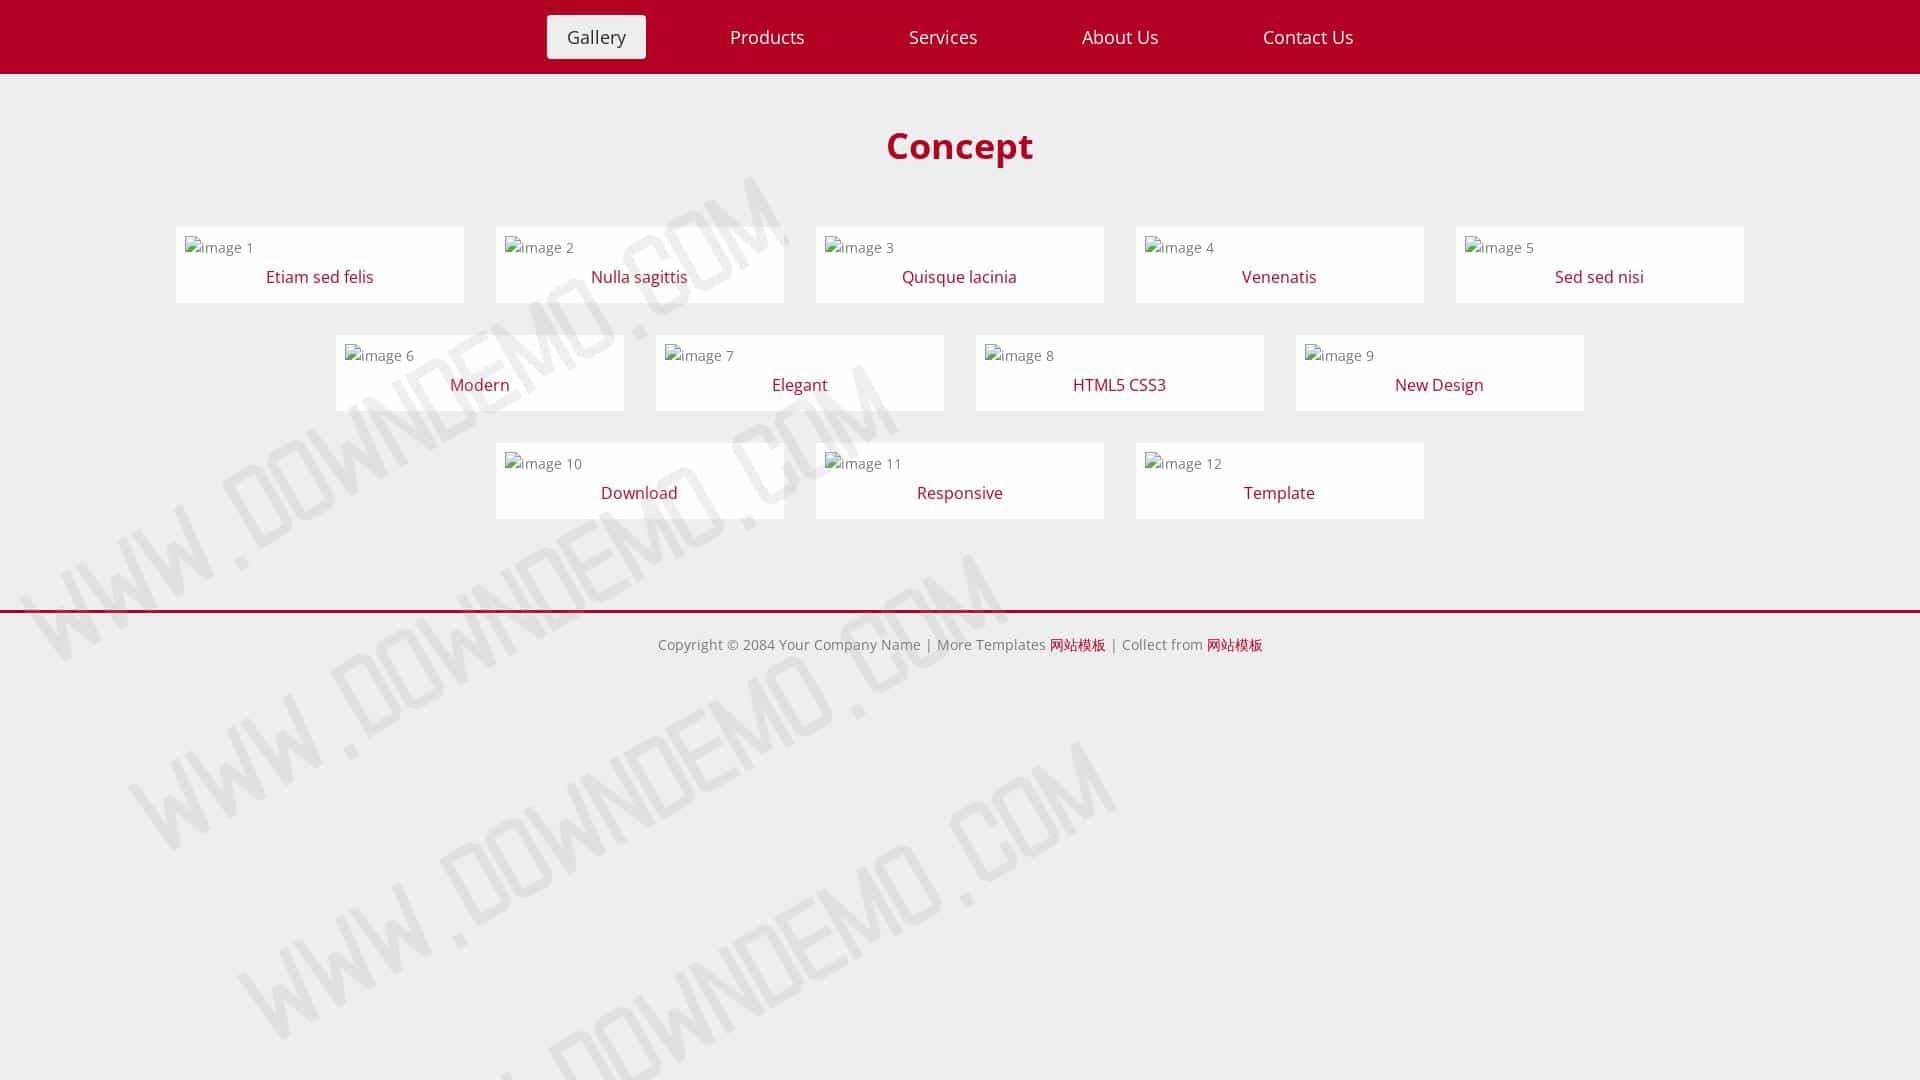 Gallery Products Services About Us Contact Us
Concept
image 1 image 2 image 3 image 4 image 5
Etiam sed felis Nulla sagittis Quisque lacinia Venenatis Sed sed nisi
image 6 image 7 image 8 image 9
Modern Elegant HTML5 CSS3 New Design
image 10 image 11 image 12
Download Responsive Template
Copyright © 2084 Your Company Name | More Templates 网站模板 | Collect from 网站模板
WWW.DOWNDEMO.COM
WWW.DOWNDEMO.COM
WWW.DOWNDEMO.COM
DOWNDEMO.COM